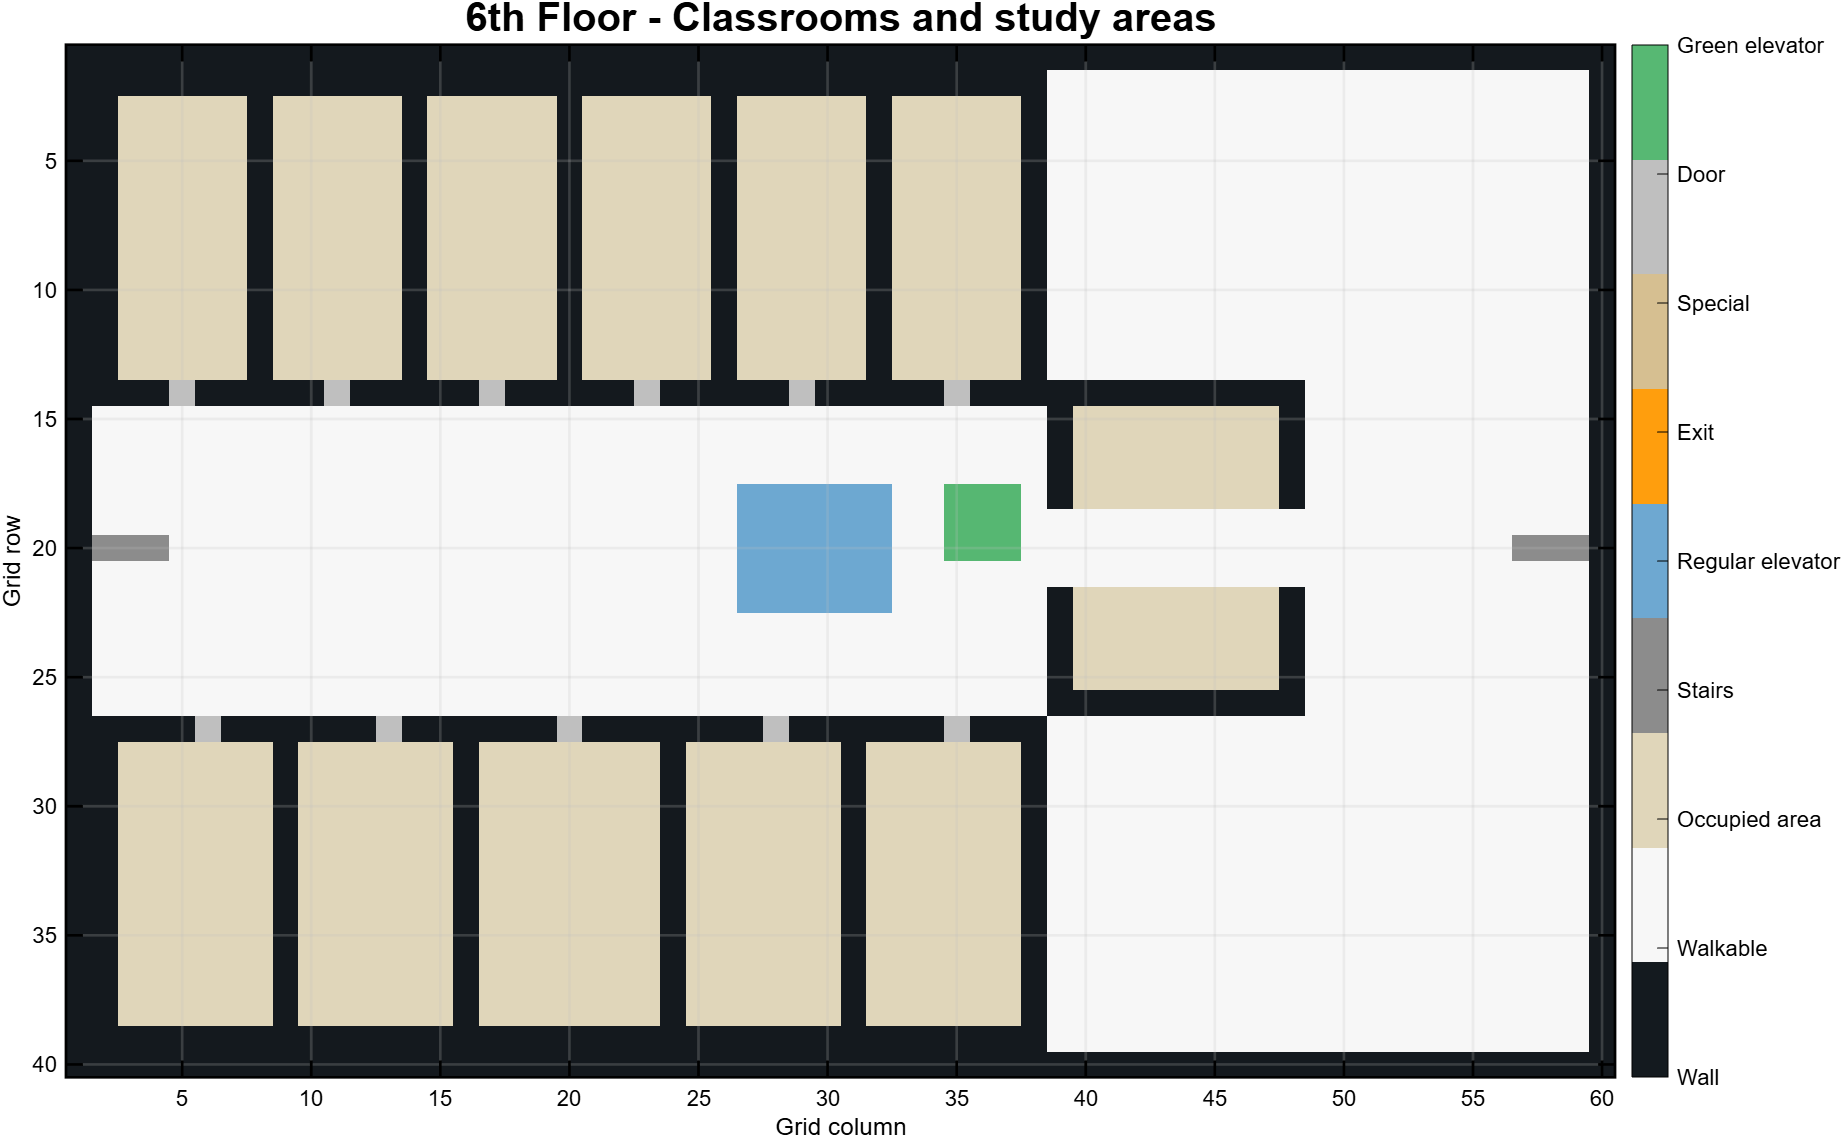 6th Floor - Classrooms and study areas
Grid row
5
10
15
20
25
30
35
40
5
10
15
20
25
30
35
40
45
50
55
60
Grid column
Green elevator
Door
Special
Exit
Regular elevator
Stairs
Occupied area
Walkable
Wall